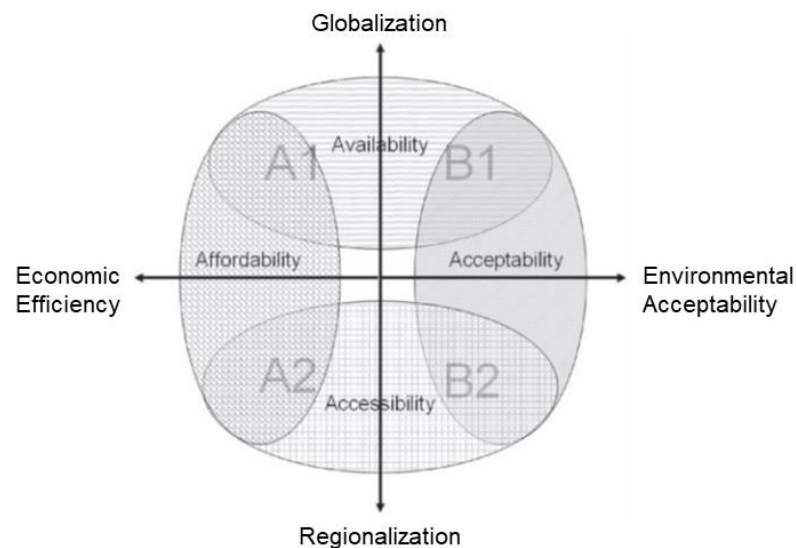 Globalization
Availability
A1
B1
Affordability
Acceptability
Economic
Efficiency
Environmental
Acceptability
A2
B2
Accessibility
Regionalization